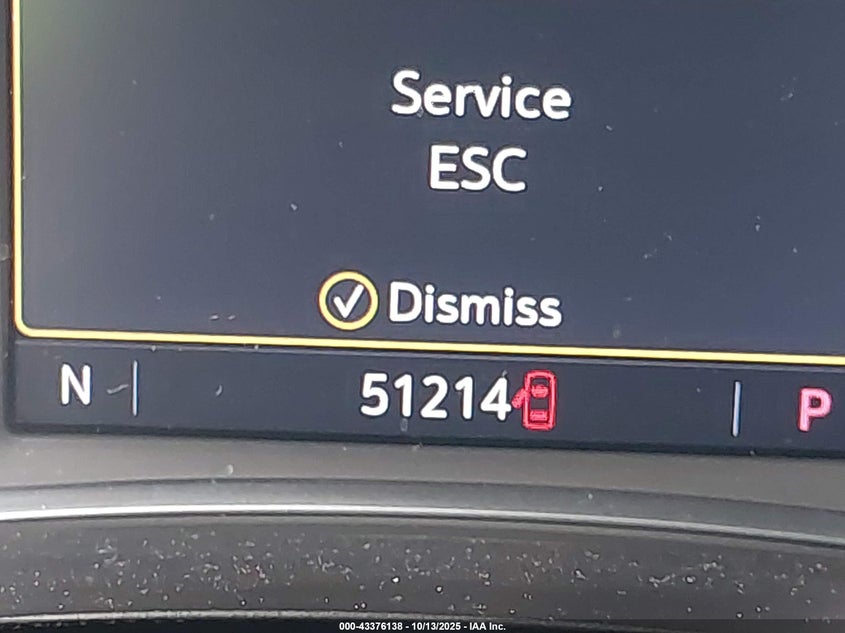 Service
ESC
Dismiss
N 51214 P
000-43376138 - 10/13/2025 - IAA Inc.